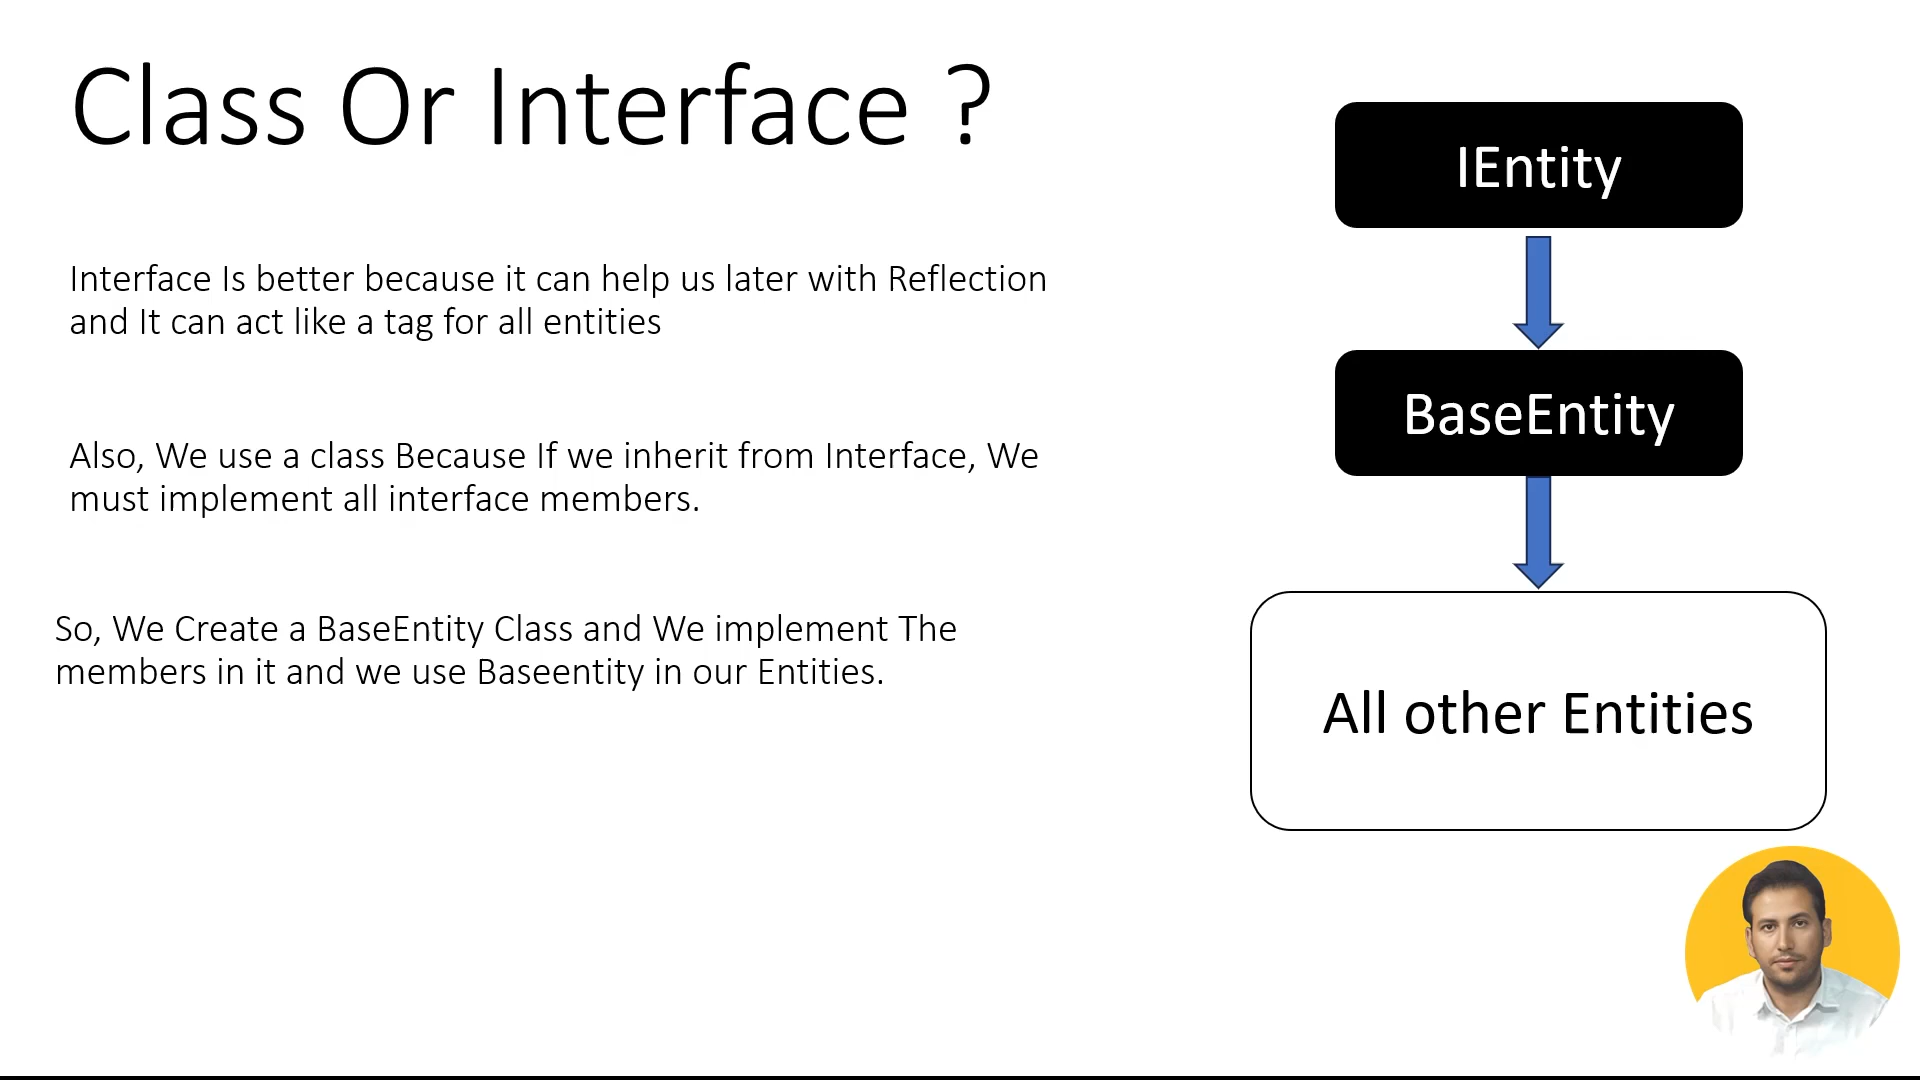 Class Or Interface ?
Interface Is better because it can help us later with Reflection
and It can act like a tag for all entities
Also, We use a class Because If we inherit from Interface, We
must implement all interface members.
So, We Create a BaseEntity Class and We implement The
members in it and we use Baseentity in our Entities.
IEntity
BaseEntity
All other Entities